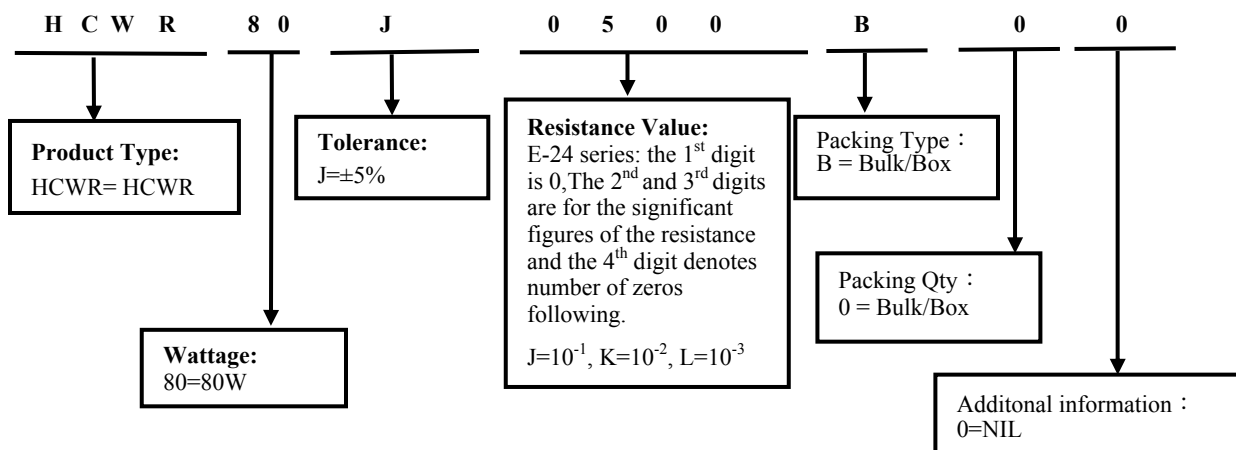 H C W R 8 0 J 0 5 0 0 B 0 0
Product Type:
HCWR= HCWR
Tolerance:
J=±5%
Resistance Value:
E-24 series: the 1st digit
is 0,The 2nd and 3rd digits
are for the significant
figures of the resistance
and the 4th digit denotes
number of zeros
following.
J=10-1, K=10-2, L=10-3
Packing Type：
B = Bulk/Box
Packing Qty：
0 = Bulk/Box
Wattage:
80=80W
Additonal information：
0=NIL